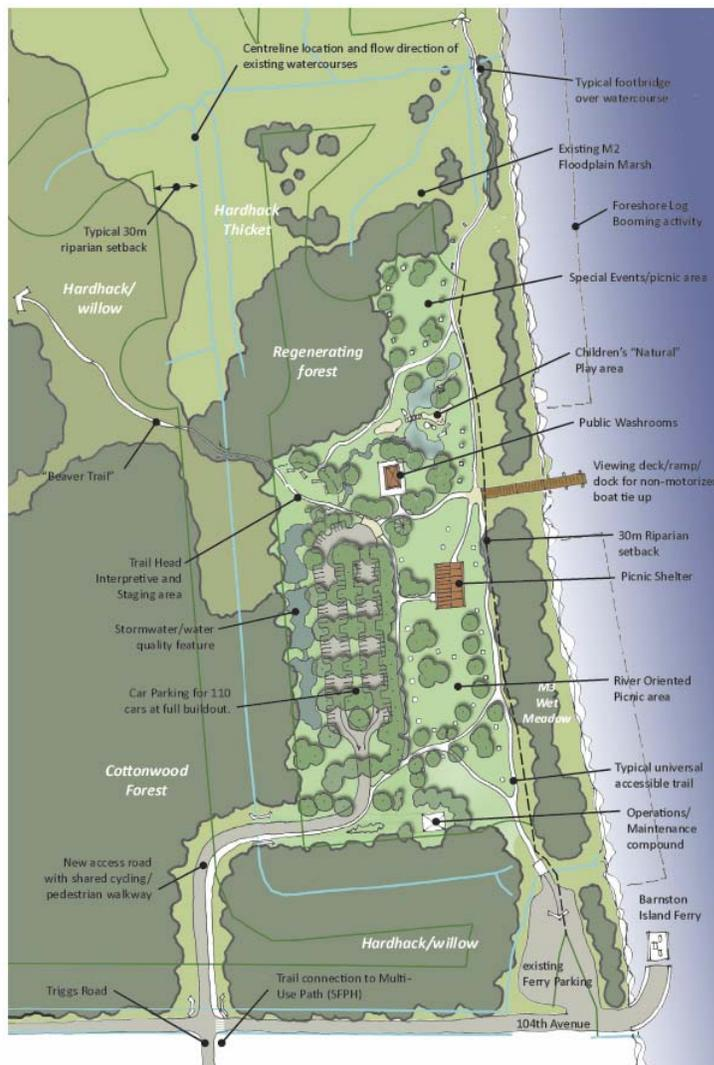 Centreline location and flow direction of
existing watercourses
Typical footbridge
over watercourse
Existing M2
Floodplain Marsh
Typical 30m
riparian setback
Hardhack
Thicket
Foreshore Log
Booming activity
Hardhack/
willow
Special Events/picnic area
Regenerating
forest
Children's "Natural"
Play area
Public Washrooms
"Beaver Trail"
Viewing deck/ramp/
dock for non-motorized
boat tie up
30m Riparian
setback
Trail Head
Interpretive and
Staging area
Picnic Shelter
Stormwater/water
quality feature
Car Parking for 110
cars at full buildout.
River Oriented
Picnic area
M3
Wet
Meadow
Cottonwood
Forest
Typical universal
accessible trail
Operations/
Maintenance
compound
New access road
with shared cycling/
pedestrian walkway
Barnston
Island Ferry
Hardhack/willow
existing
Ferry Parking
Triggs Road
Trail connection to Multi-
Use Path (SFPH)
104th Avenue